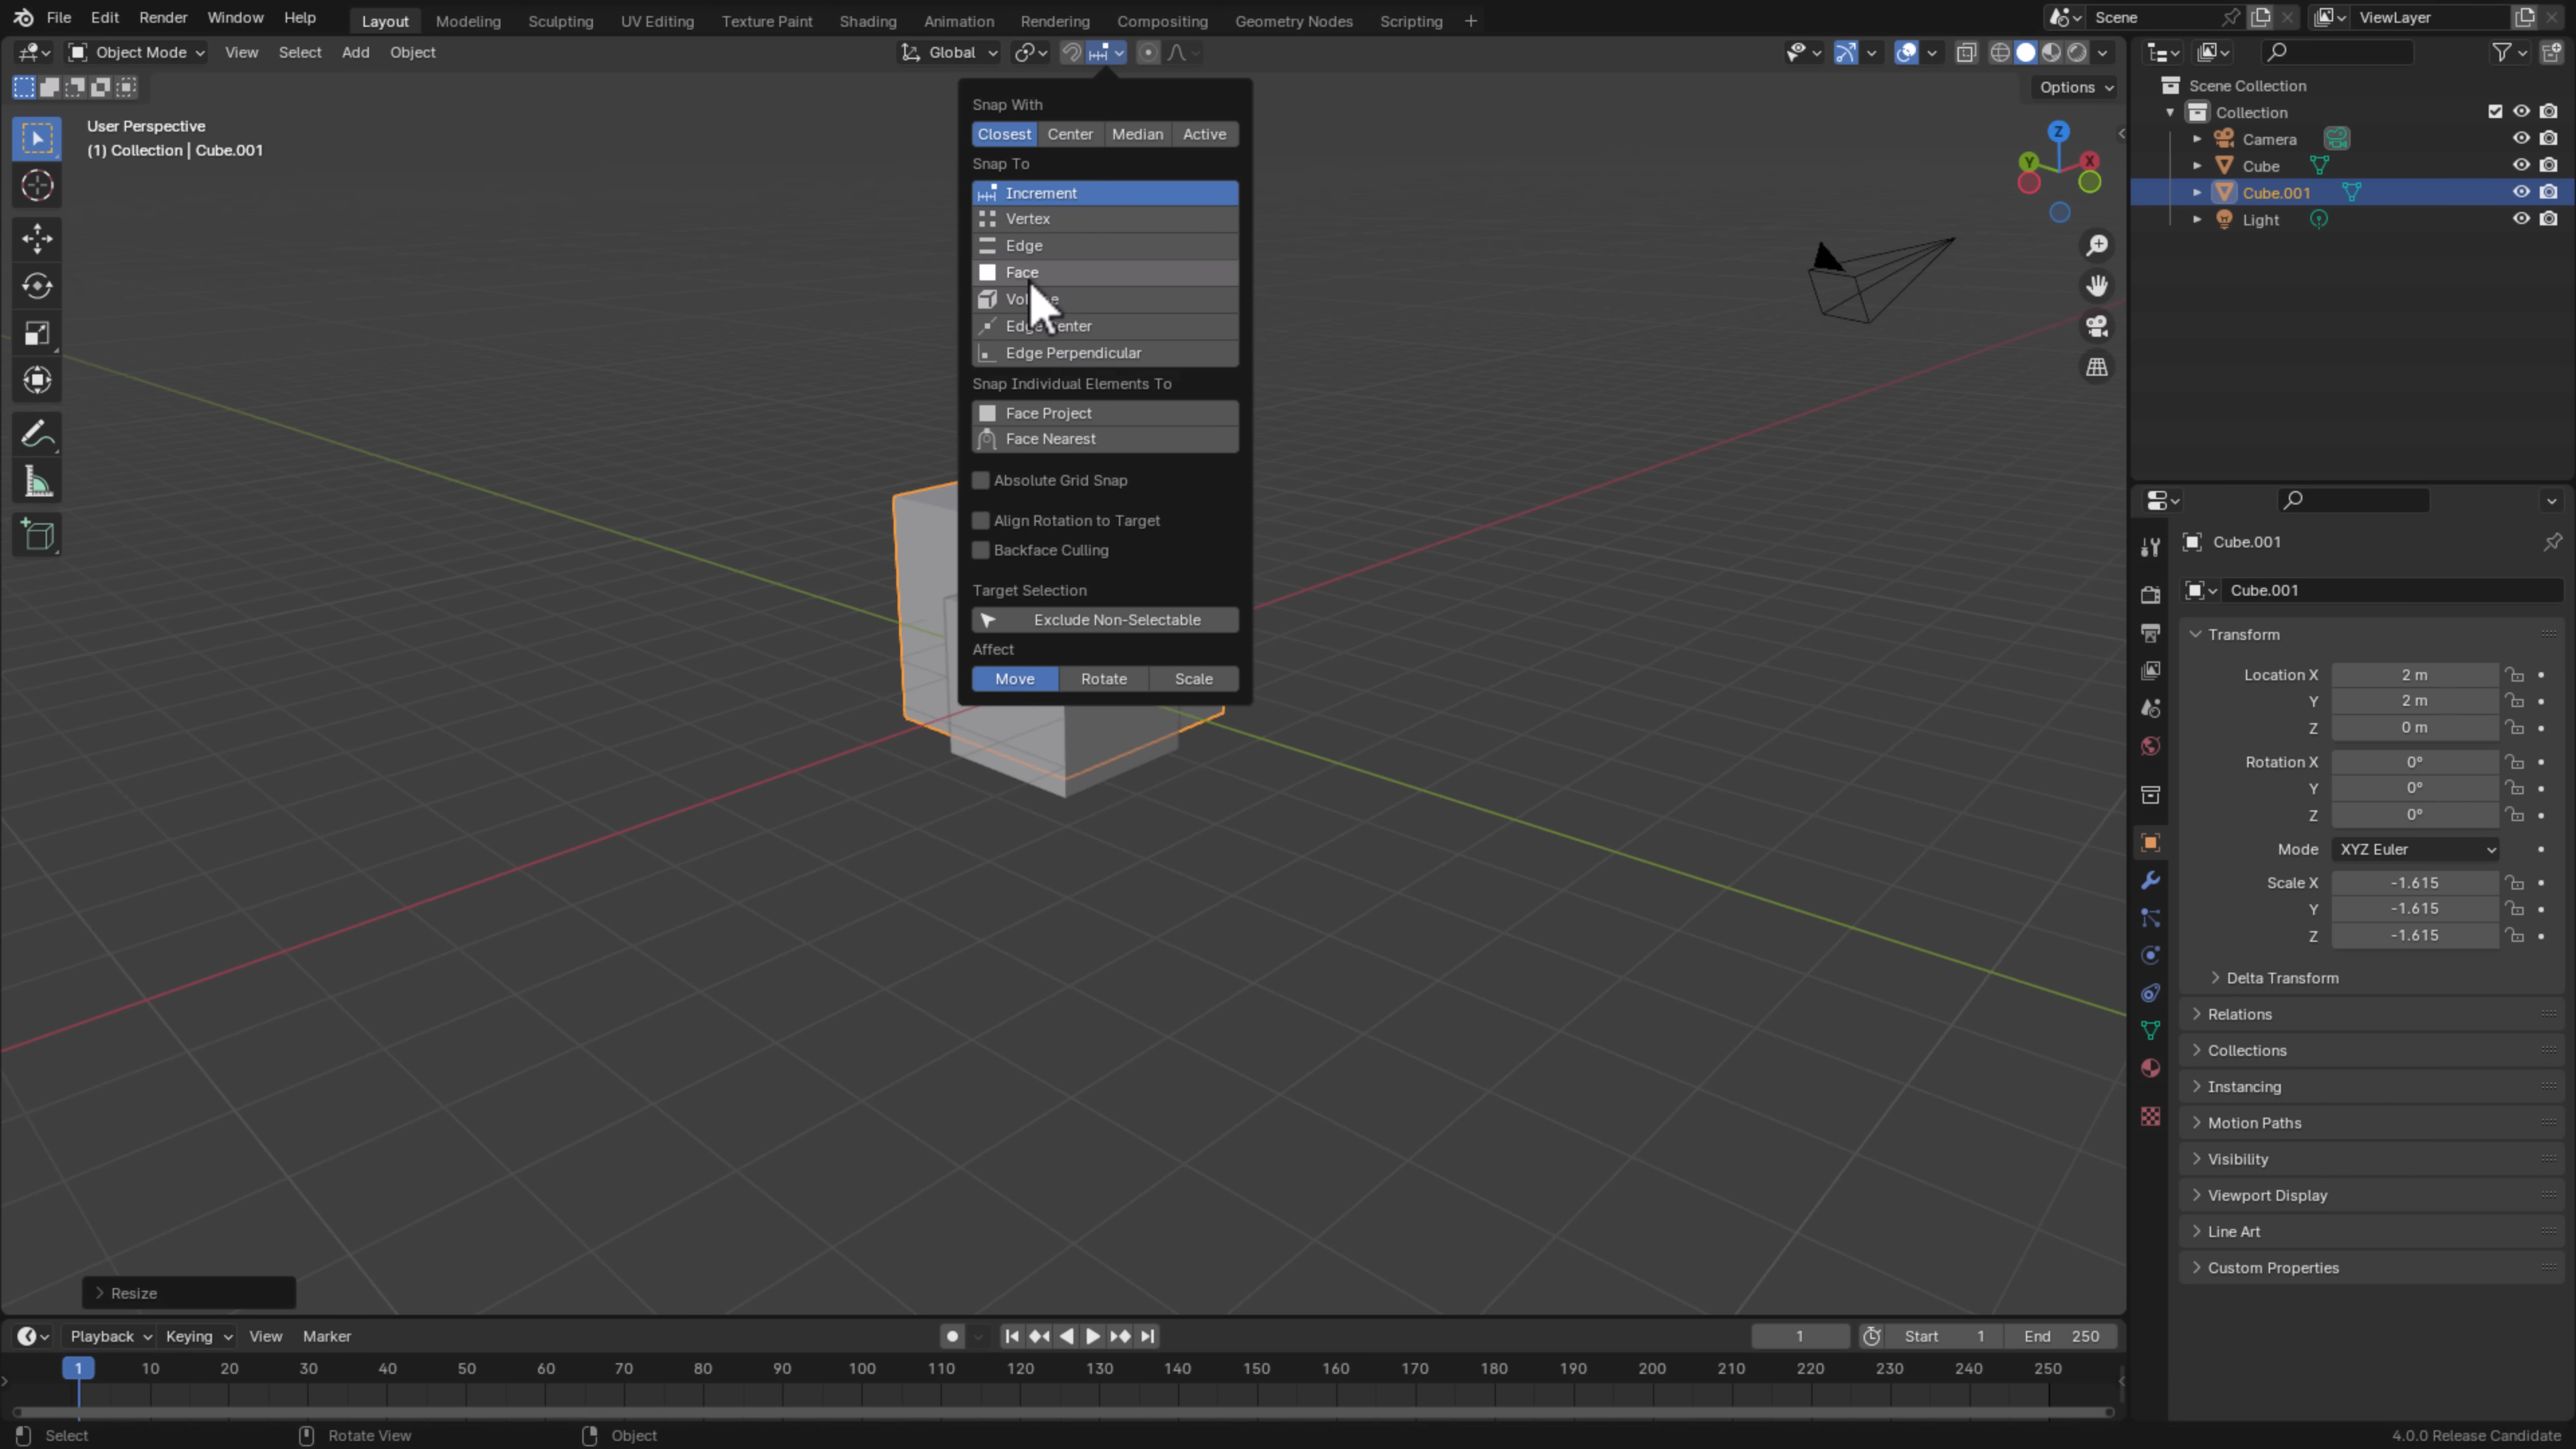 File Edit Render Window Help
Layout Modeling Sculpting UV Editing Texture Paint Shading Animation Rendering Compositing Geometry Nodes Scripting +
Scene
ViewLayer
Object Mode View Select Add Object
Global
Options
User Perspective
(1) Collection | Cube.001
Z
Y
X
Snap With
Closest Center Median Active
Snap To
Increment
Vertex
Edge
Face
Edge Perpendicular
Snap Individual Elements To
Face Project
Face Nearest
Absolute Grid Snap
Align Rotation to Target
Backface Culling
Target Selection
Exclude Non-Selectable
Affect
Move Rotate Scale
Resize
Scene Collection
Collection
Camera
Cube
Cube.001
Light
Cube.001
Cube.001
Transform
Location X 2 m
Y 2 m
Z 0 m
Rotation X 0°
Y 0°
Z 0°
Mode XYZ Euler
Scale X -1.615
Y -1.615
Z -1.615
Delta Transform
Relations
Collections
Instancing
Motion Paths
Visibility
Viewport Display
Line Art
Custom Properties
Playback Keying View Marker
1
Start 1
End 250
1 10 20 30 40 50 60 70 80 90 100 110 120 130 140 150 160 170 180 190 200 210 220 230 240 250
Select
Rotate View
Object
4.0.0 Release Candidate